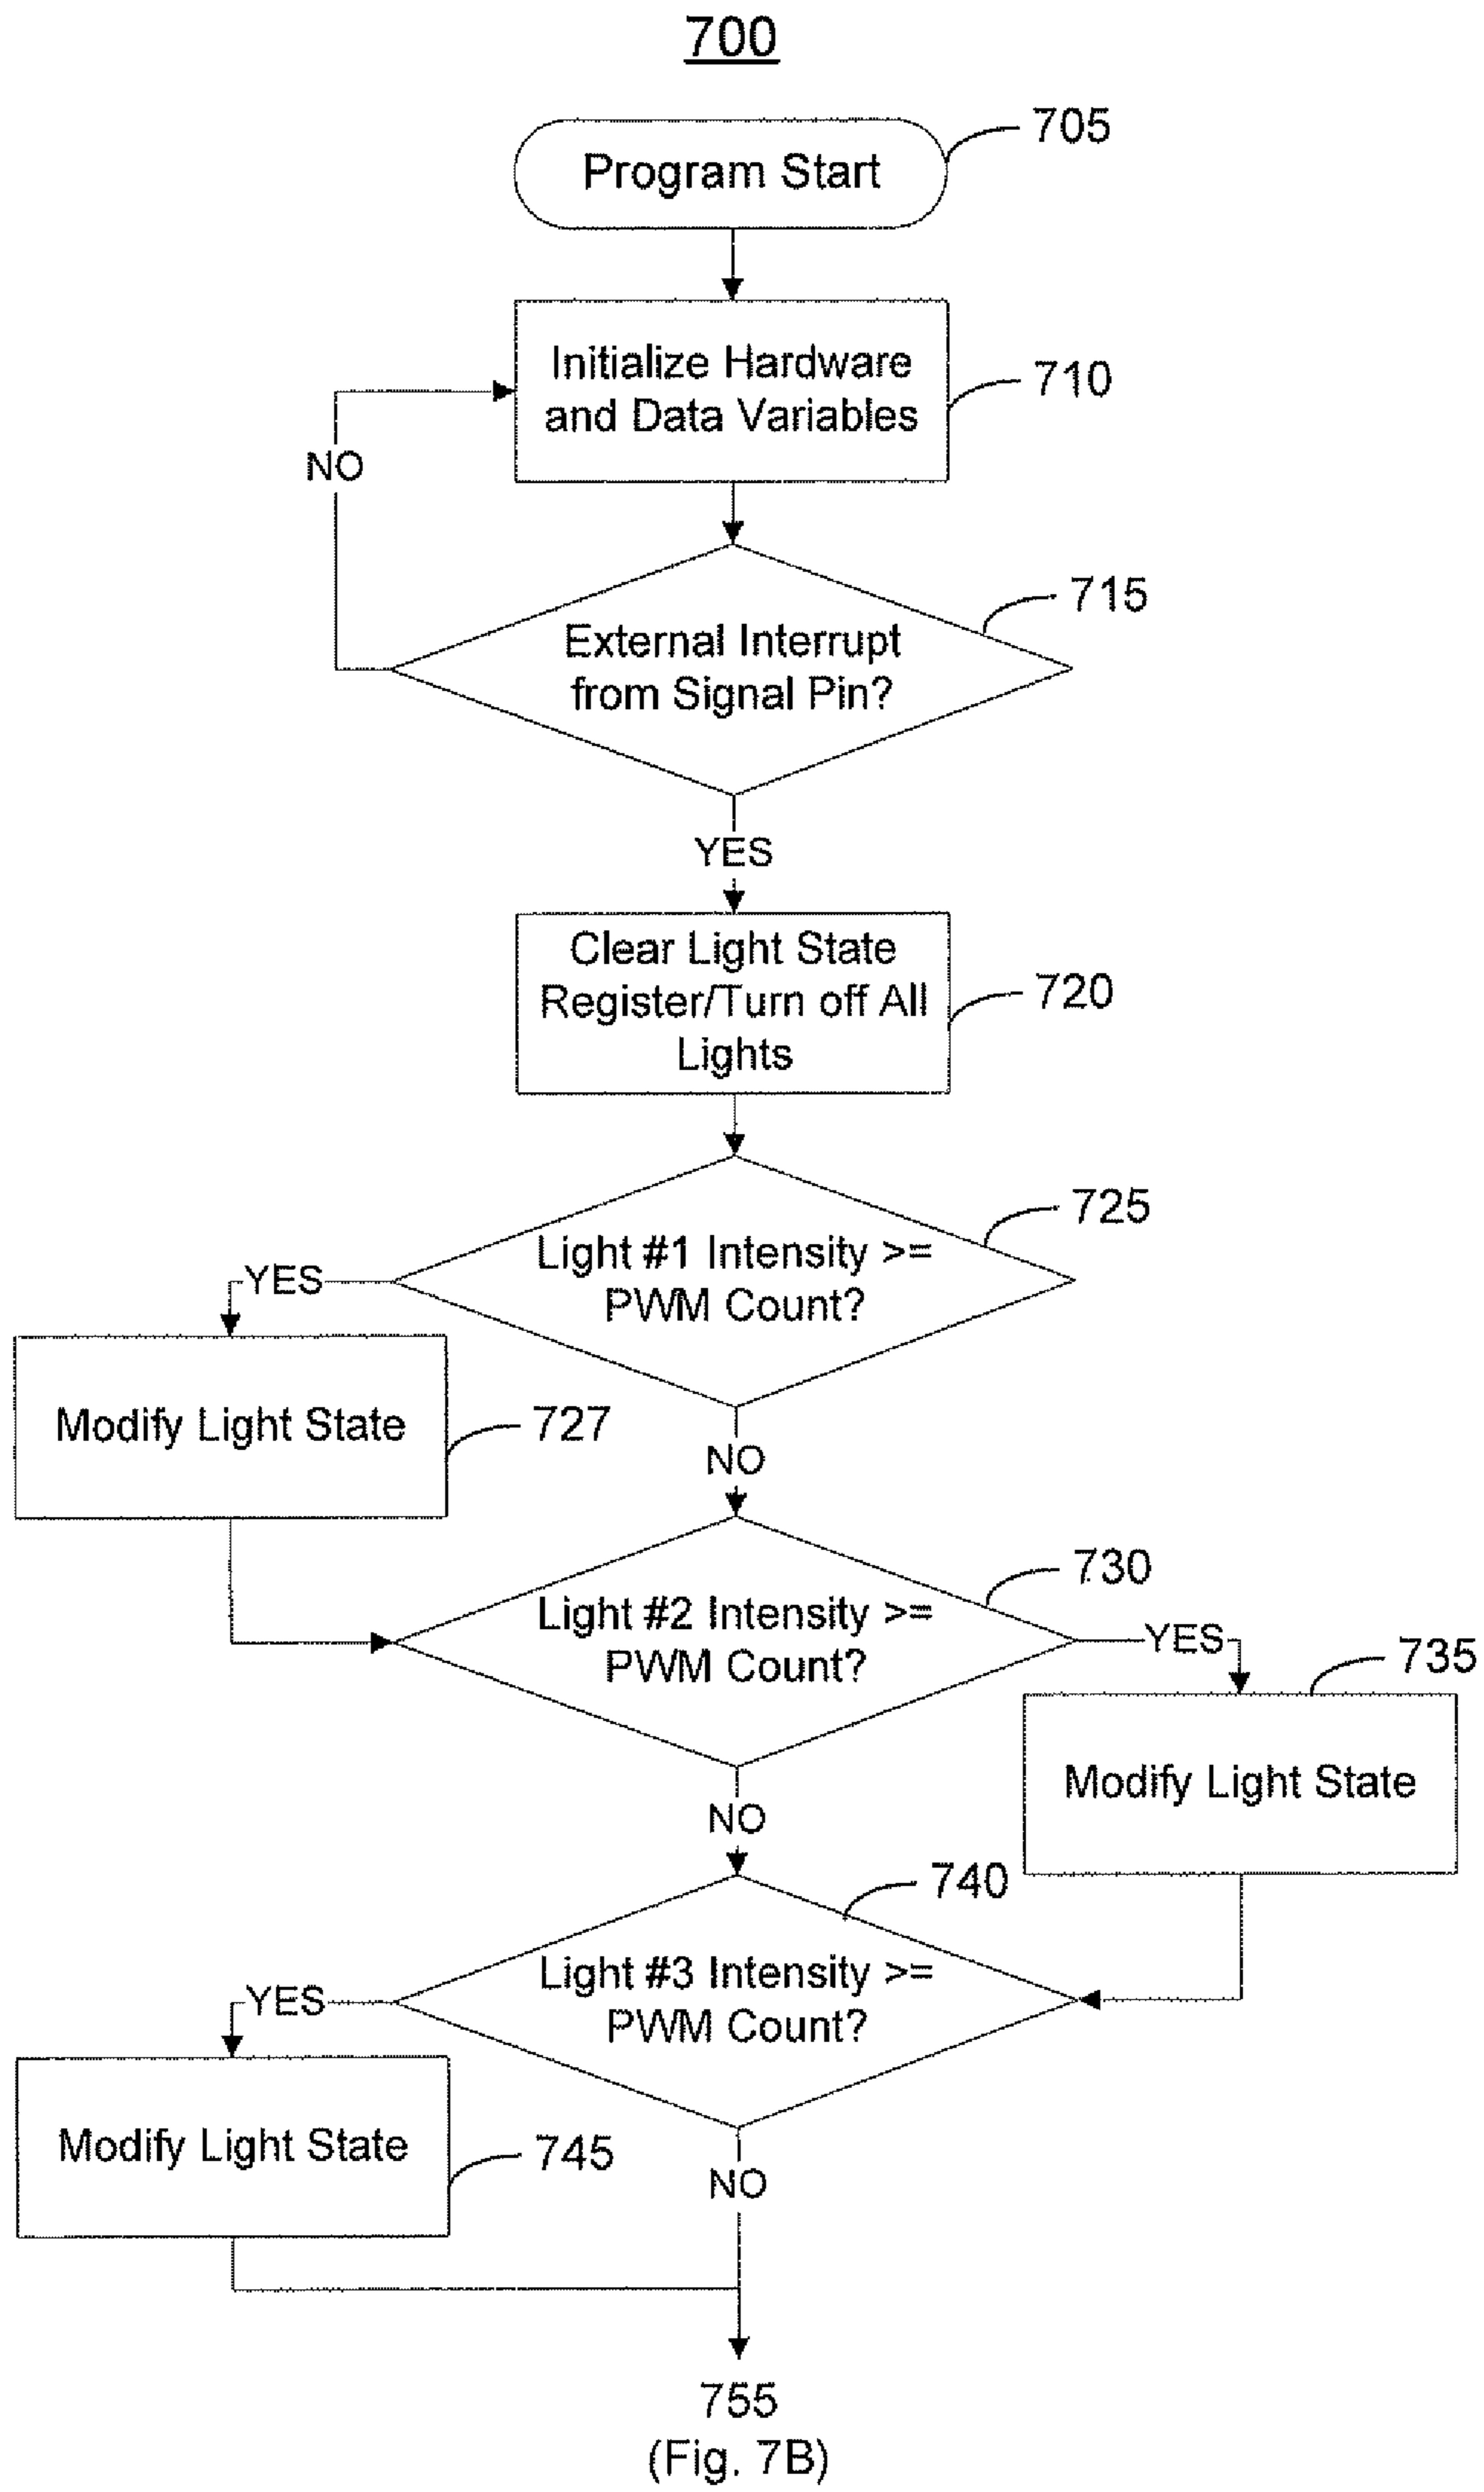 700
705
Program Start
Initialize Hardware
and Data Variables
710
NO
715
External Interrupt
from Signal Pin?
YES
Clear Light State
Register/Turn off All
Lights
720
725
Light #1 Intensity >=
PWM Count?
YES
Modify Light State
727
NO
730
Light #2 Intensity >=
PWM Count?
YES
735
Modify Light State
NO
740
Light #3 Intensity >=
PWM Count?
YES
Modify Light State
745
NO
755
(Fig. 7B)